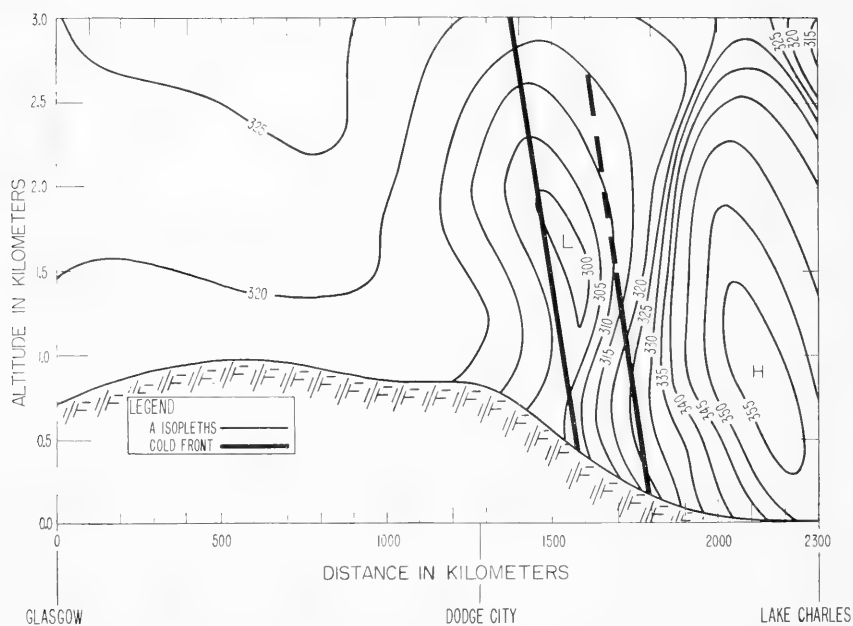 3.0
2.5
2.0
1.5
1.0
0.5
0.0
ALTITUDE IN KILOMETERS
325
320
L
300
305
310
315
320
325
330
335
340
345
350
355
H
325
320
315
LEGEND
A ISOPLETHS
COLD FRONT
0 500 1000 1500 2000 2300
DISTANCE IN KILOMETERS
GLASGOW DODGE CITY LAKE CHARLES